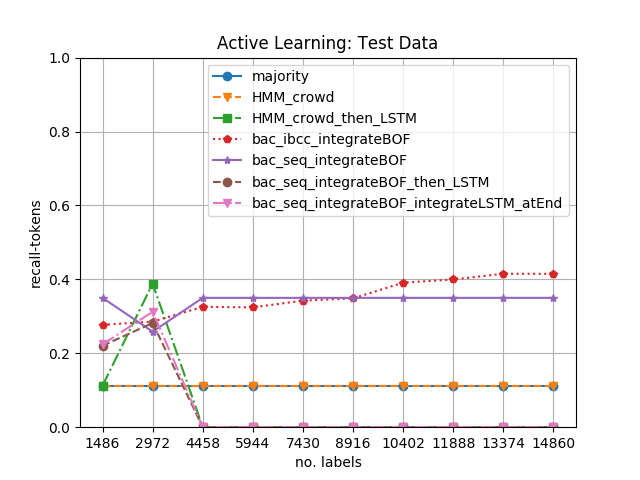 Active Learning: Test Data
1.0
0.8
0.6
0.4
0.2
0.0
recall-tokens
majority
HMM_crowd
HMM_crowd_then_LSTM
bac_ibcc_integrateBOF
bac_seq_integrateBOF
bac_seq_integrateBOF_then_LSTM
bac_seq_integrateBOF_integrateLSTM_atEnd
1486 2972 4458 5944 7430 8916 10402 11888 13374 14860
no. labels